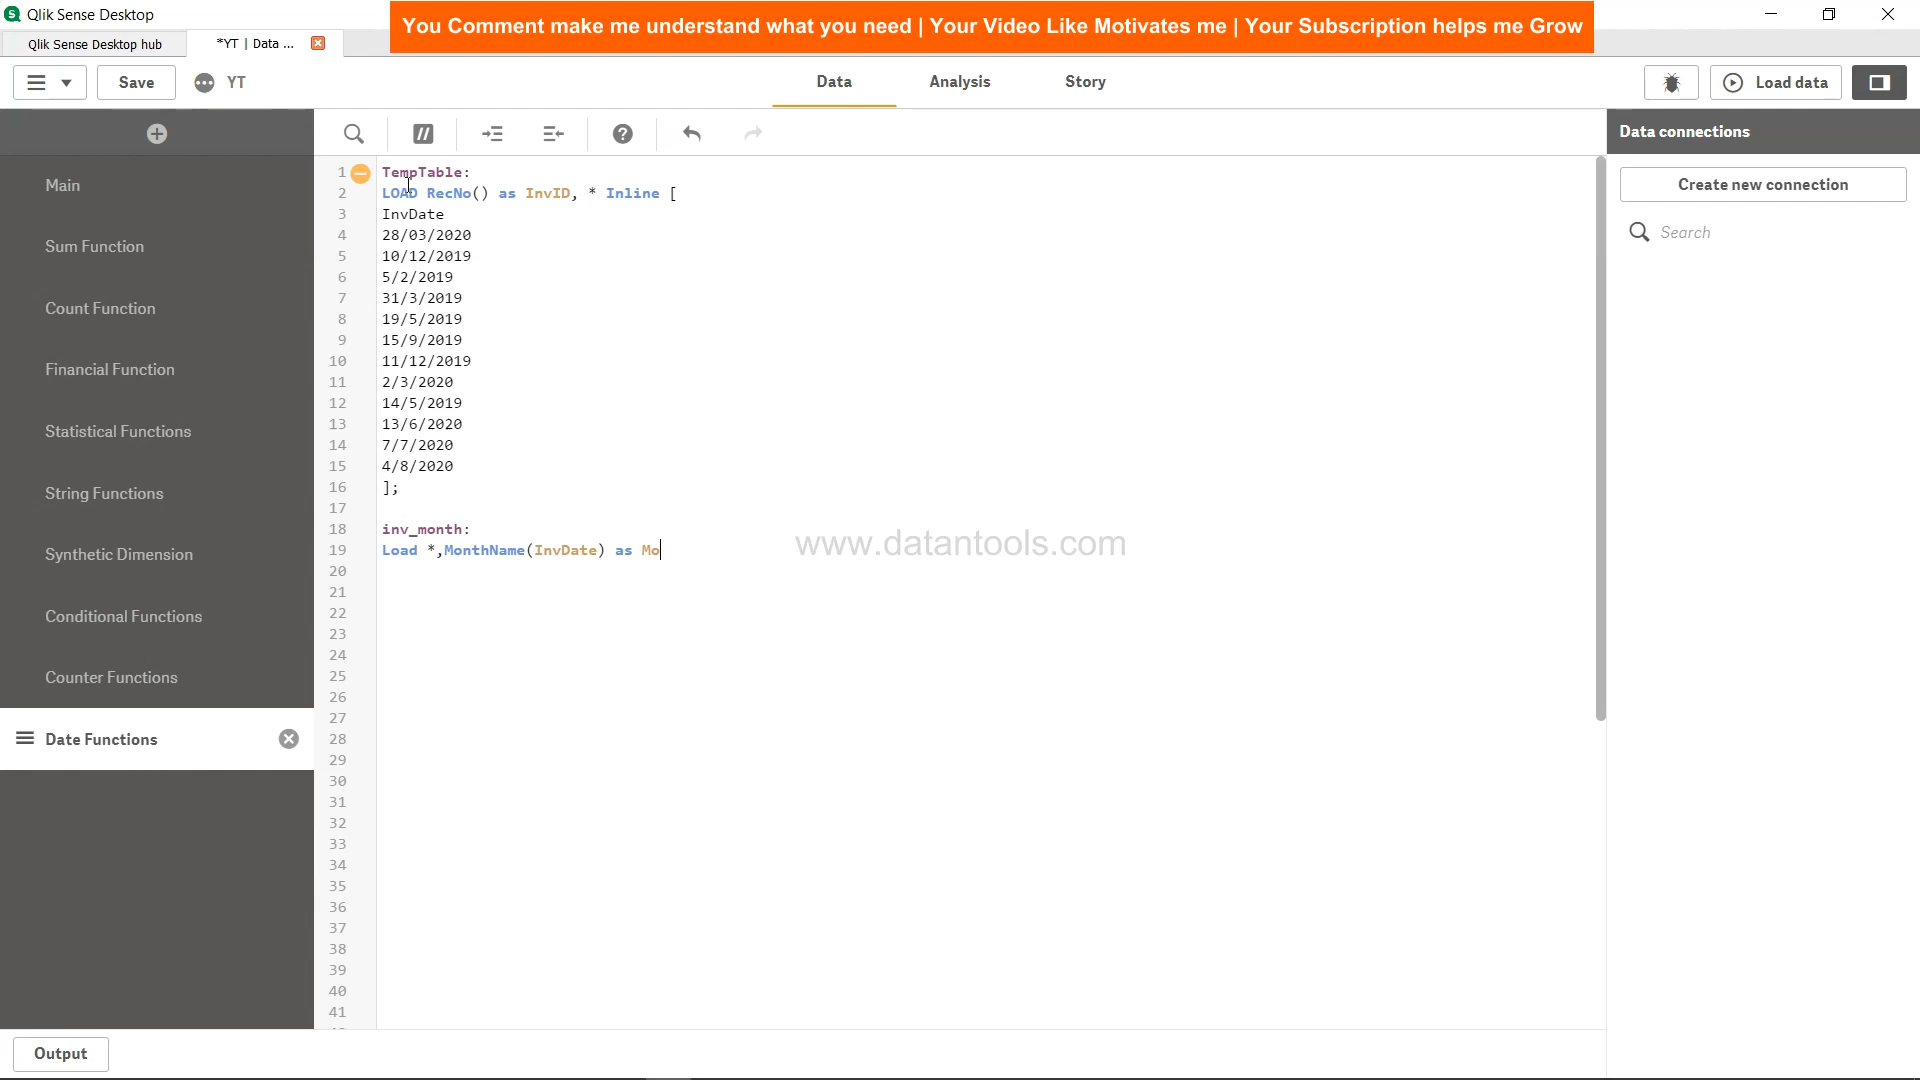 Qlik Sense Desktop
You Comment make me understand what you need | Your Video Like Motivates me | Your Subscription helps me Grow
Qlik Sense Desktop hub
*YT | Data ...
Save
YT
Data
Analysis
Story
Load data
Main
Sum Function
Count Function
Financial Function
Statistical Functions
String Functions
Synthetic Dimension
Conditional Functions
Counter Functions
Date Functions
1 TempTable:
2 LOAD RecNo() as InvID, * Inline [
3 InvDate
4 28/03/2020
5 10/12/2019
6 5/2/2019
7 31/3/2019
8 19/5/2019
9 15/9/2019
10 11/12/2019
11 2/3/2020
12 14/5/2019
13 13/6/2020
14 7/7/2020
15 4/8/2020
16 ];
17
18 inv_month:
19 Load *,MonthName(InvDate) as Mo
20
21
22
23
24
25
26
27
28
29
30
31
32
33
34
35
36
37
38
39
40
41
www.datantools.com
Data connections
Create new connection
Search
Output